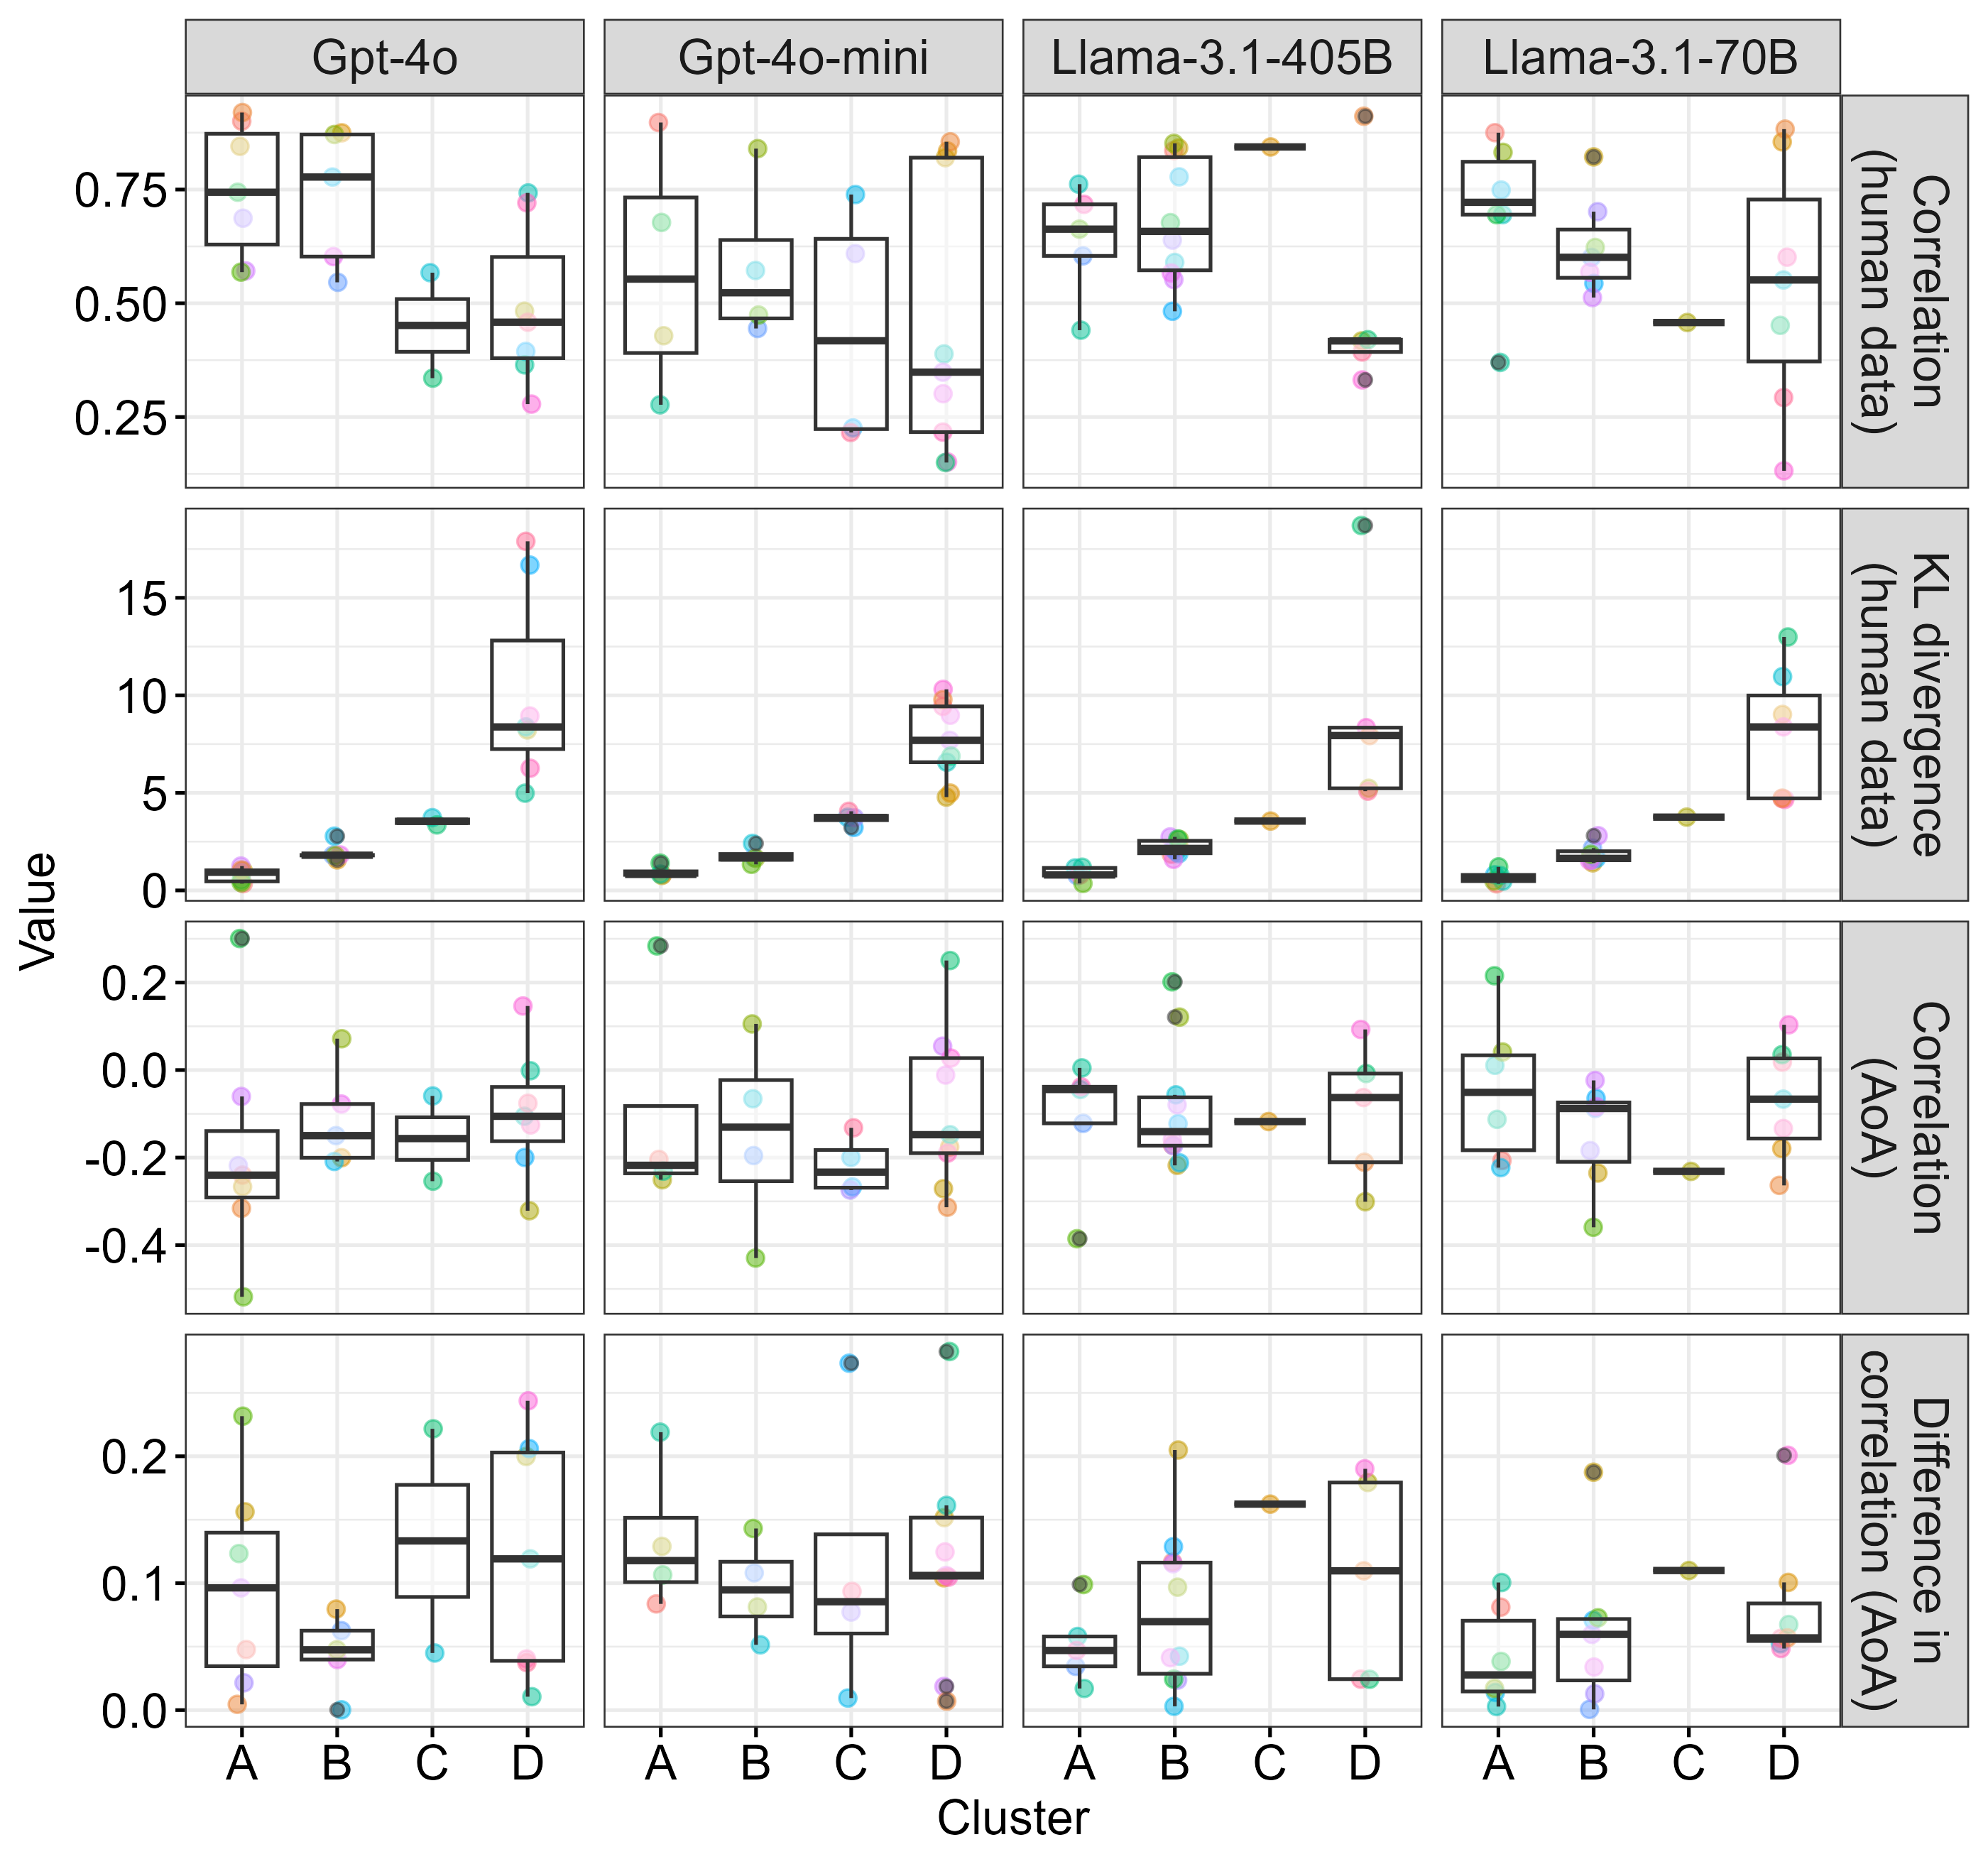 Gpt-4o
Gpt-4o-mini
Llama-3.1-405B
Llama-3.1-70B
Value
0.75
0.50
0.25
Correlation
(human data)
15
10
5
0
KL divergence
(human data)
0.2
0.0
-0.2
-0.4
Correlation
(AoA)
0.2
0.1
0.0
Difference in
correlation (AoA)
A B C D
A B C D
A B C D
A B C D
Cluster